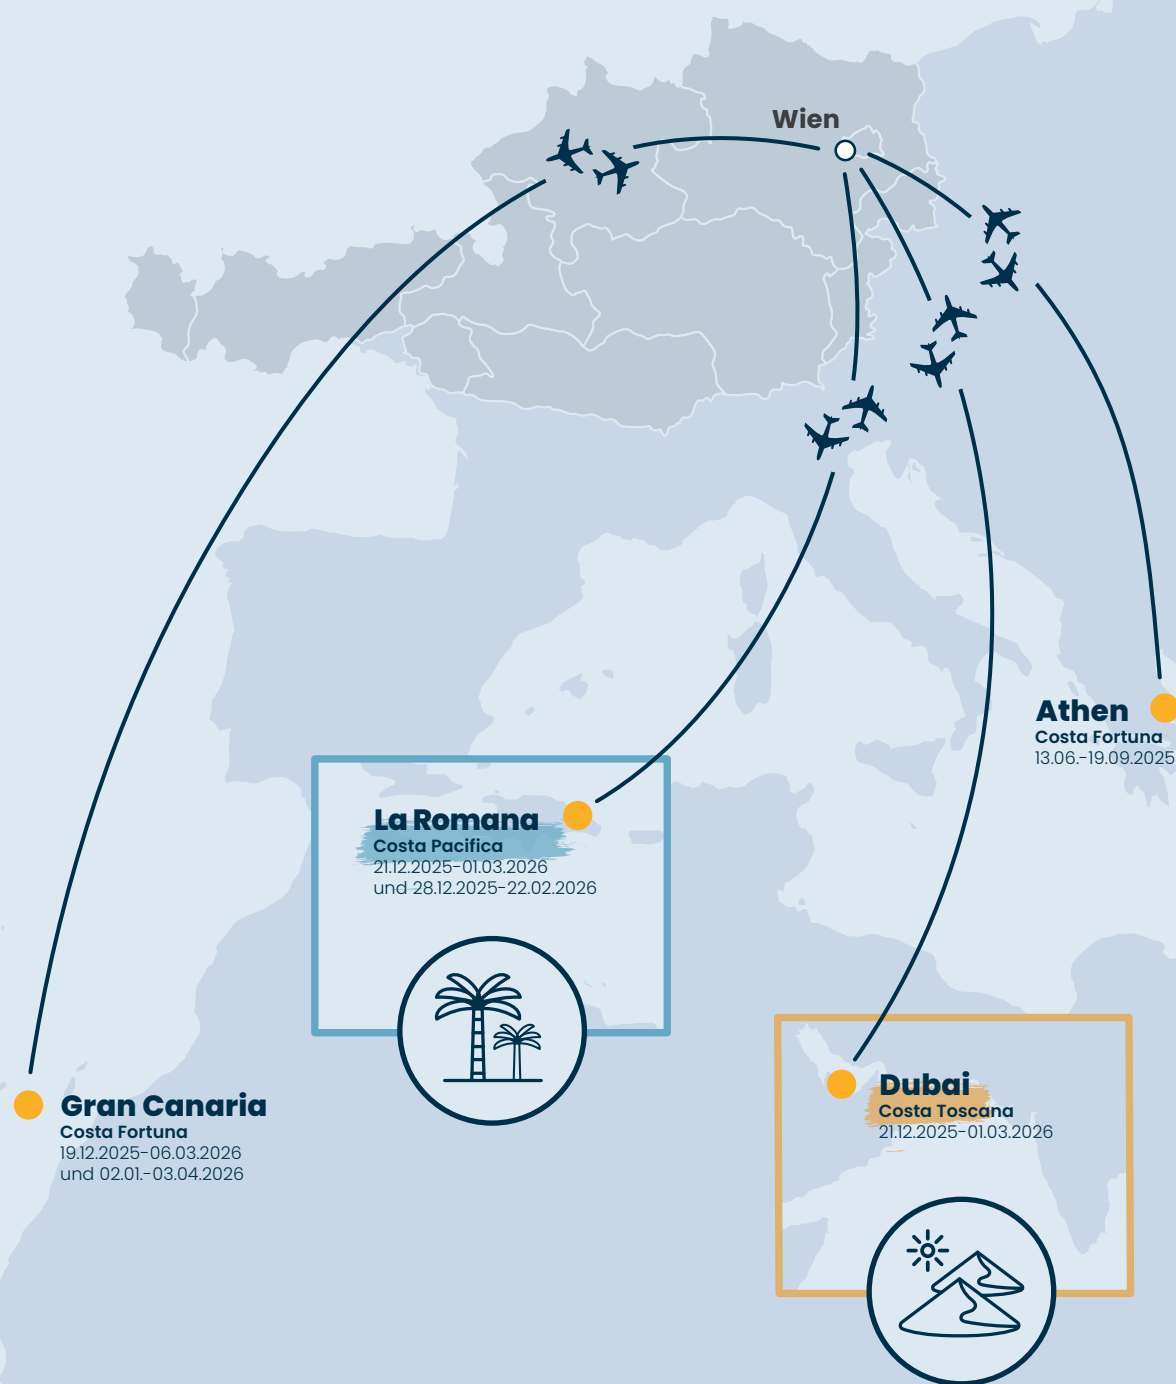 Wien
Athen
Costa Fortuna
13.06.-19.09.2025
La Romana
Costa Pacifica
21.12.2025-01.03.2026
und 28.12.2025-22.02.2026
Gran Canaria
Costa Fortuna
19.12.2025-06.03.2026
und 02.01.-03.04.2026
Dubai
Costa Toscana
21.12.2025-01.03.2026